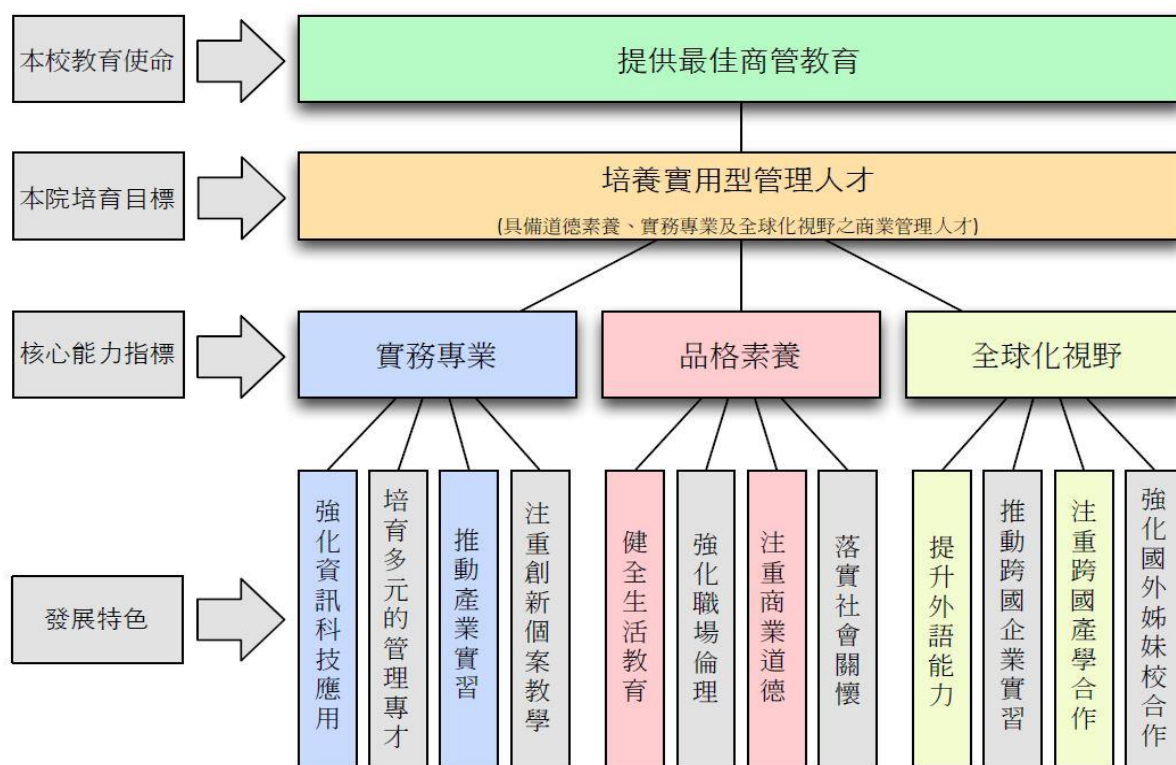 本校教育使命
提供最佳商管教育
本院培育目標
培養實用型管理人才
(具備道德素養、實務專業及全球化視野之商業管理人才)
核心能力指標
實務專業
品格素養
全球化視野
發展特色
強化資訊科技應用
培育多元的管理專才
推動產業實習
注重創新個案教學
健全生活教育
強化職場倫理
注重商業道德
落實社會關懷
提升外語能力
推動跨國企業實習
注重跨國產學合作
強化國外姊妹校合作